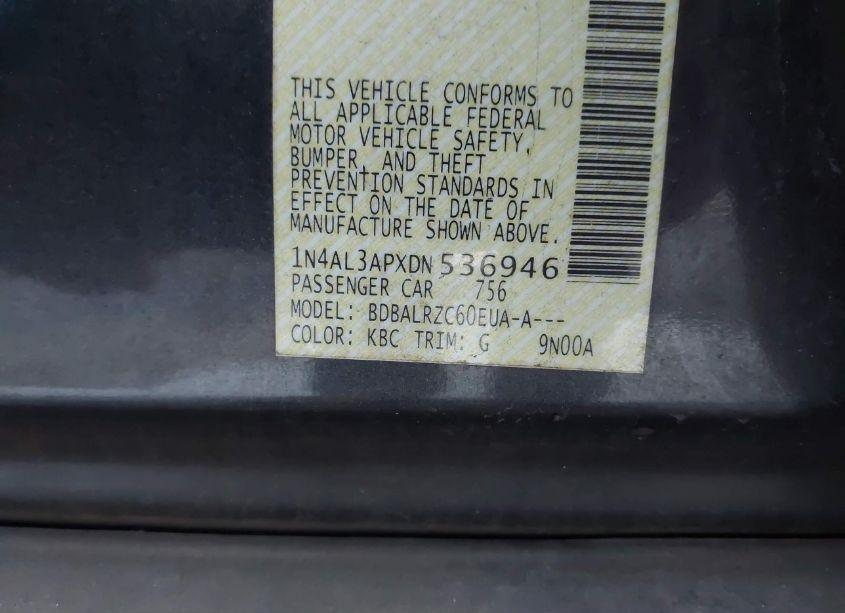 THIS VEHICLE CONFORMS TO
ALL APPLICABLE FEDERAL
MOTOR VEHICLE SAFETY,
BUMPER, AND THEFT
PREVENTION STANDARDS IN
EFFECT ON THE DATE OF
MANUFACTURE SHOWN ABOVE.
1N4AL3APXDN536946
PASSENGER CAR 756
MODEL: BDBALRZC60EUA-A---
COLOR: KBC TRIM: G 9N00A